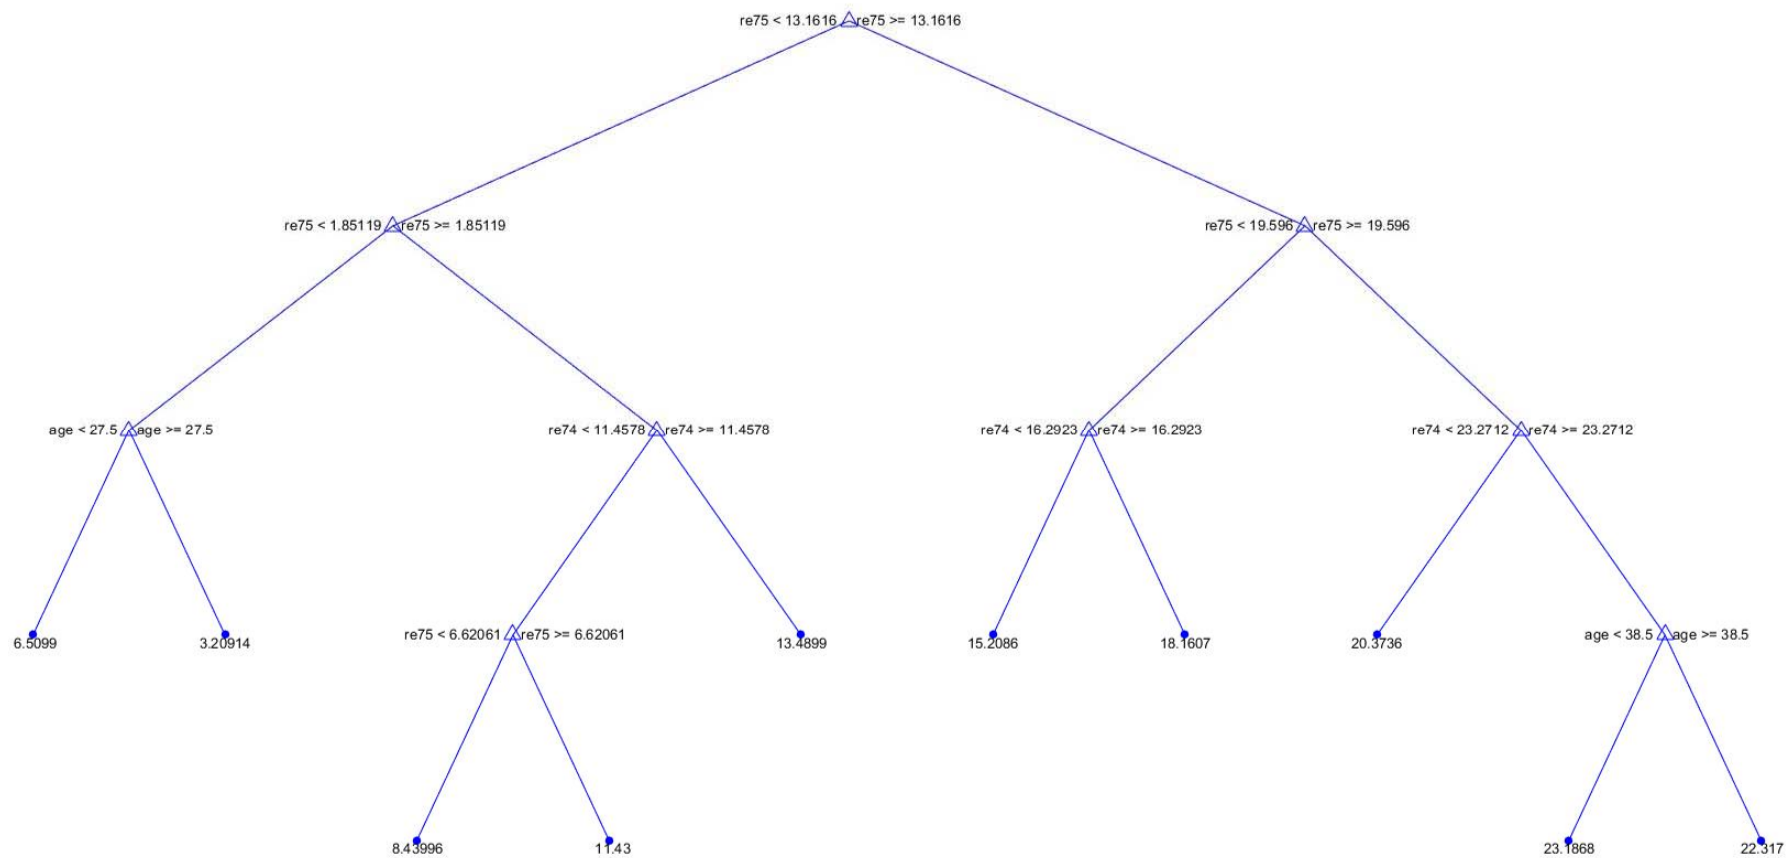 re75 < 13.1616 re75 >= 13.1616
re75 < 1.85119 re75 >= 1.85119 re75 < 19.596 re75 >= 19.596
age < 27.5 age >= 27.5 re74 < 11.4578 re74 >= 11.4578 re74 < 16.2923 re74 >= 16.2923 re74 < 23.2712 re74 >= 23.2712
6.5099 3.20914 re75 < 6.62061 re75 >= 6.62061 13.4899 15.2086 18.1607 20.3736 age < 38.5 age >= 38.5
8.43996 11.43 23.1868 22.317